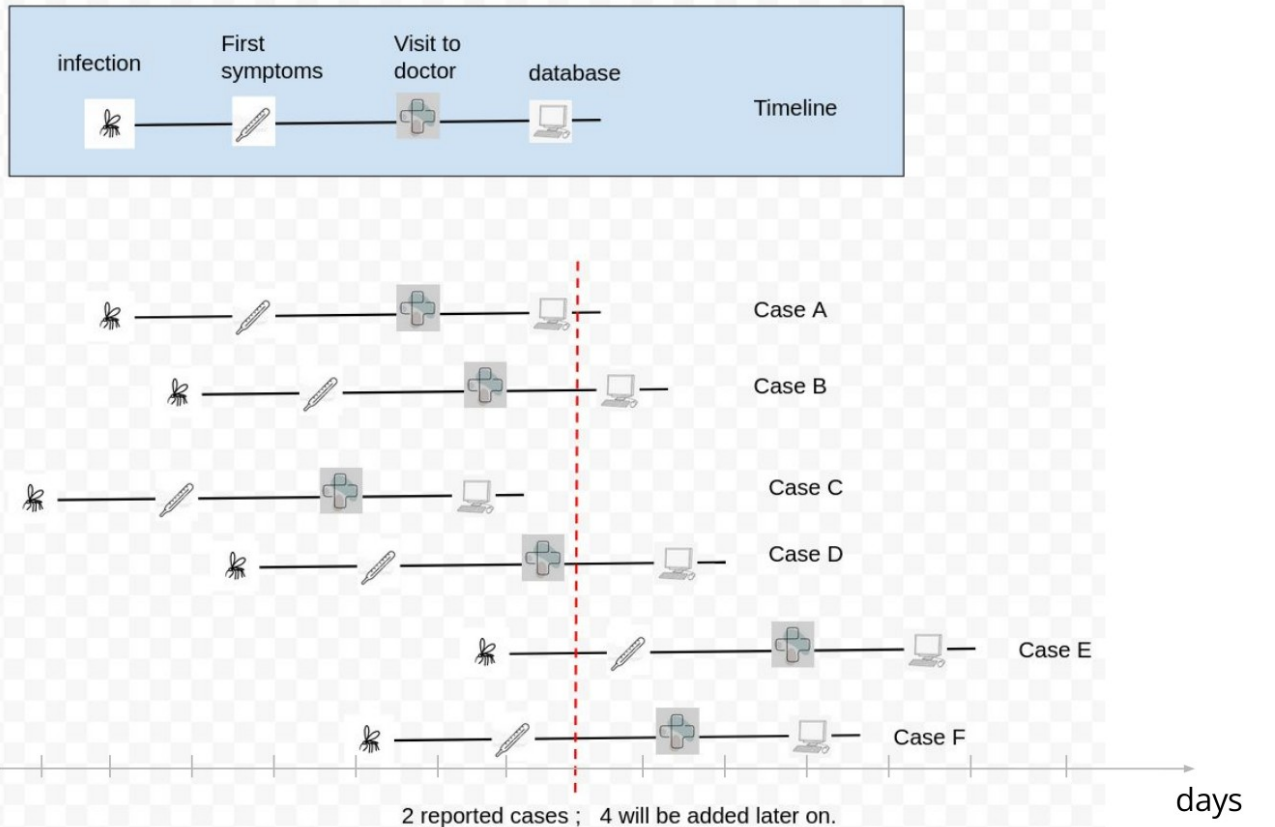 infection
First
symptoms
Visit to
doctor
database
Timeline
Case A
Case B
Case C
Case D
Case E
Case F
days
2 reported cases ; 4 will be added later on.